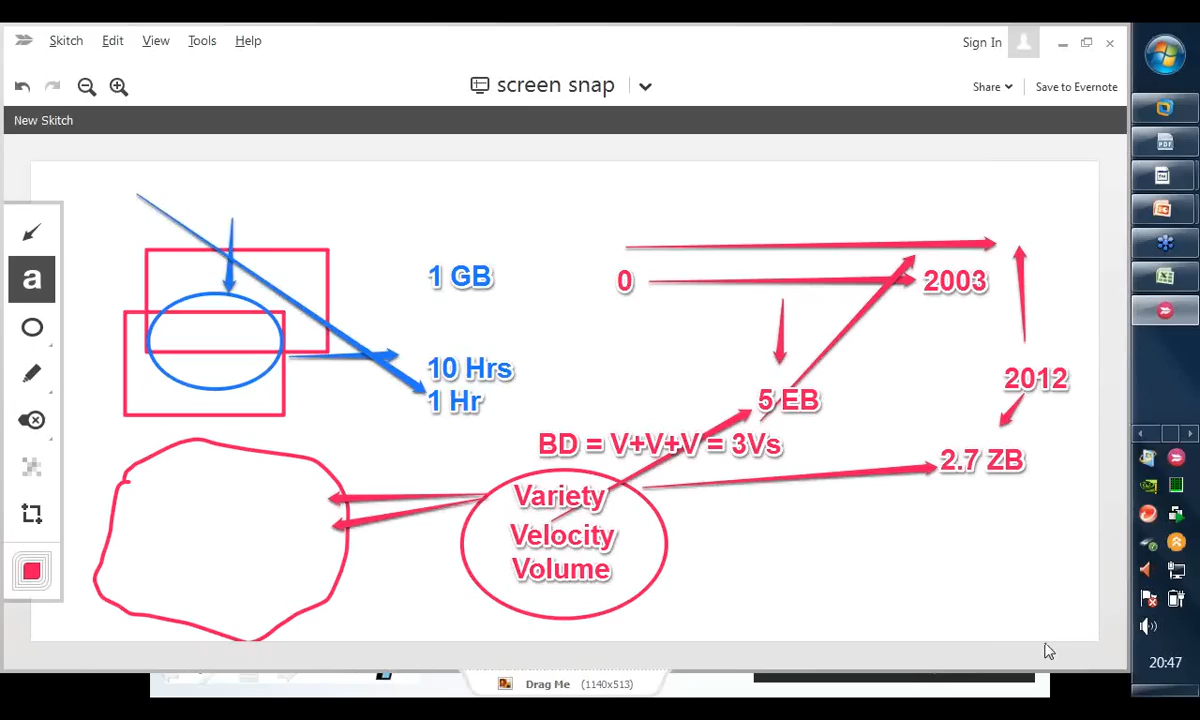 Skitch Edit View Tools Help Sign In
screen snap Share Save to Evernote
New Skitch
a
1 GB
0
2003
10 Hrs
1 Hr
5 EB
2012
BD = V+V+V = 3Vs
2.7 ZB
Variety
Velocity
Volume
Drag Me (1140x513)
20:47